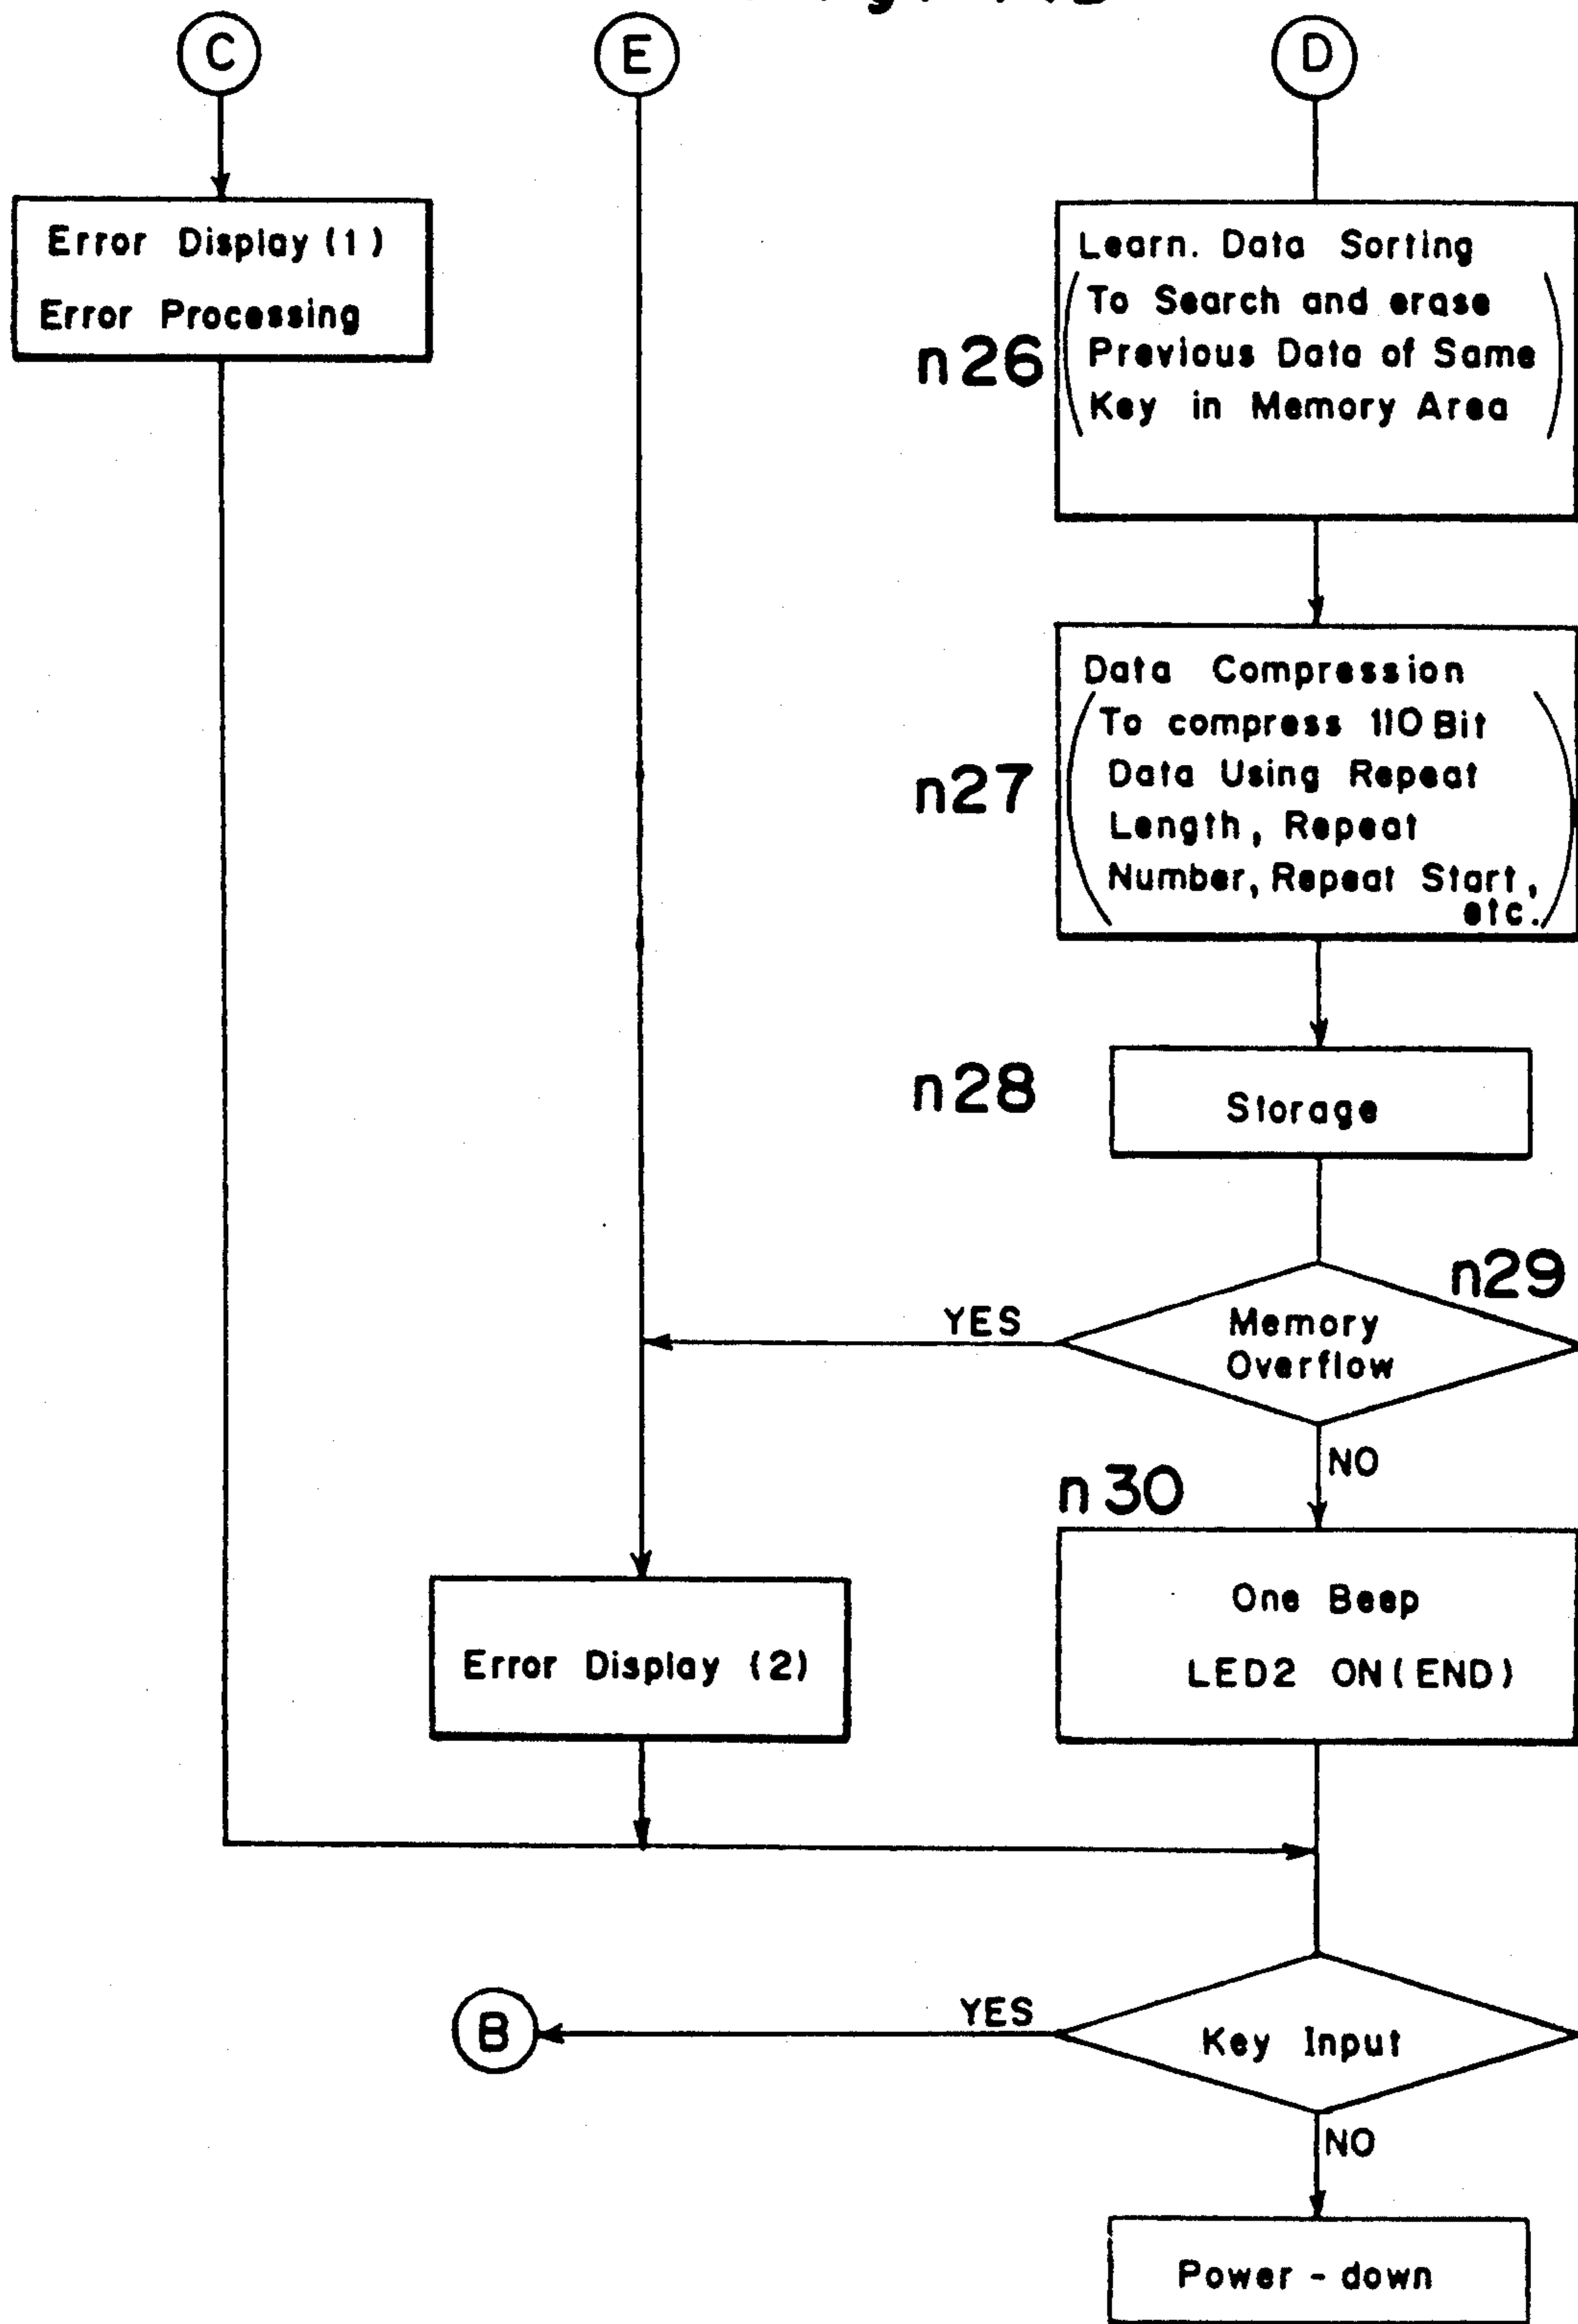 C
E
D
Error Display (1)
Error Processing
n26
Learn. Data Sorting
To Search and erase
Previous Data of Same
Key in Memory Area
n27
Data Compression
To compress 110 Bit
Data Using Repeat
Length, Repeat
Number, Repeat Start,
etc.
n28
Storage
n29
YES
Memory
Overflow
NO
n30
One Beep
LED2 ON (END)
Error Display (2)
B
YES
Key Input
NO
Power - down